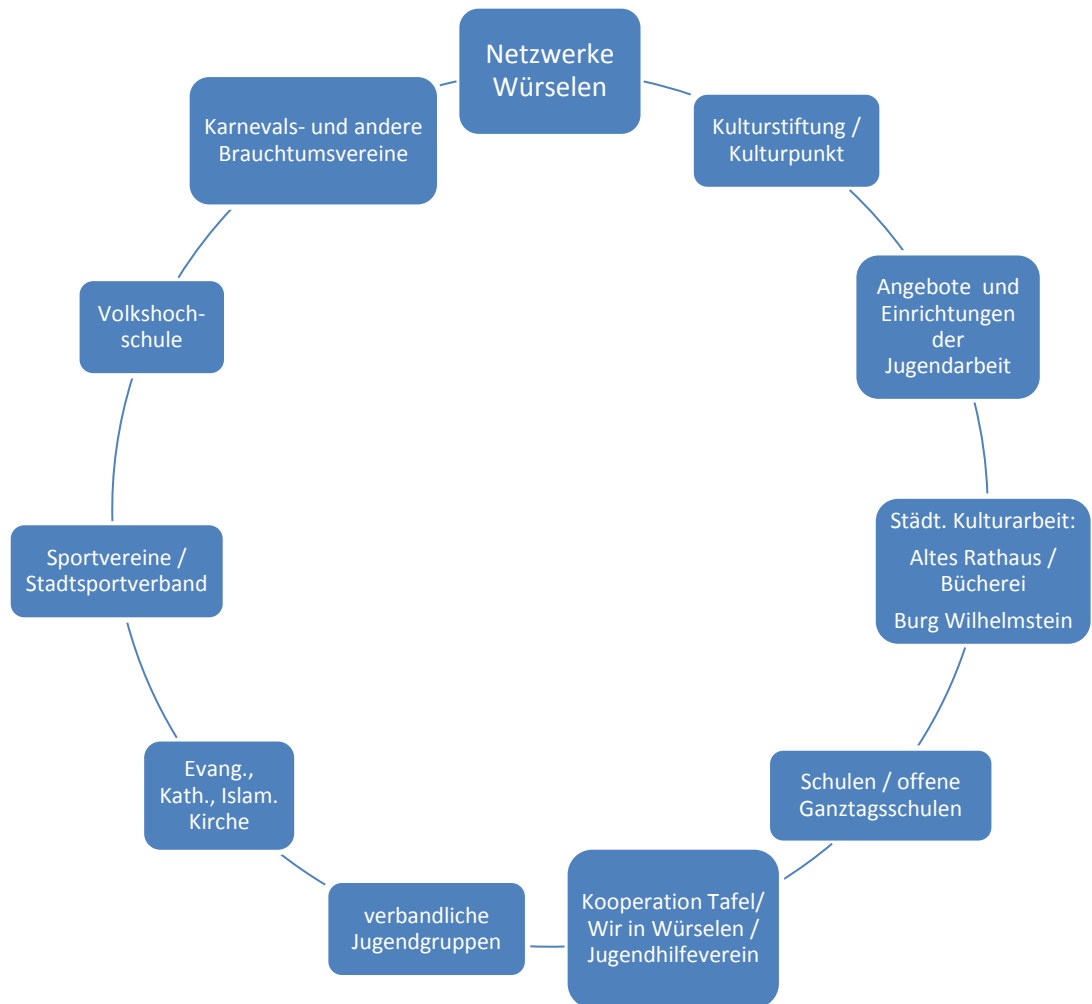 Netzwerke
Würselen
Kulturstiftung /
Kulturpunkt
Angebote und
Einrichtungen
der
Jugendarbeit
Städt. Kulturarbeit:
Altes Rathaus /
Bücherei
Burg Wilhelmstein
Schulen / offene
Ganztagsschulen
Kooperation Tafel/
Wir in Würselen /
Jugendhilfeverein
verbandliche
Jugendgruppen
Evang.,
Kath., Islam.
Kirche
Sportvereine /
Stadtsportverband
Volkshoch-
schule
Karnevals- und andere
Brauchtumsvereine